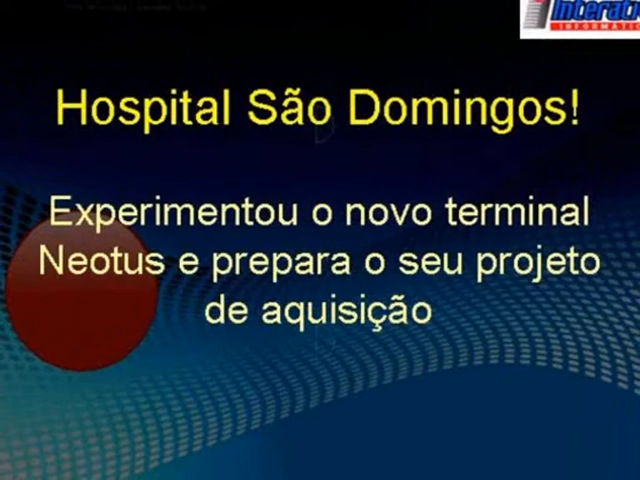 Hospital São Domingos!
Experimentou o novo terminal
Neotus e prepara o seu projeto
de aquisição